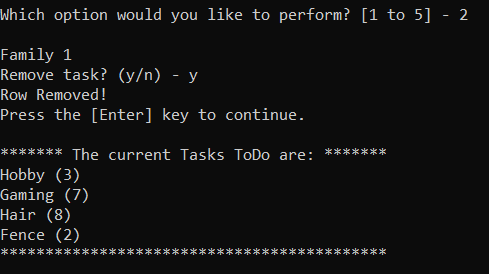 Which option would you like to perform? [1 to 5] - 2
Family 1
Remove task? (y/n) - y
Row Removed!
Press the [Enter] key to continue.
******* The current Tasks ToDo are: *******
Hobby (3)
Gaming (7)
Hair (8)
Fence (2)
*******************************************